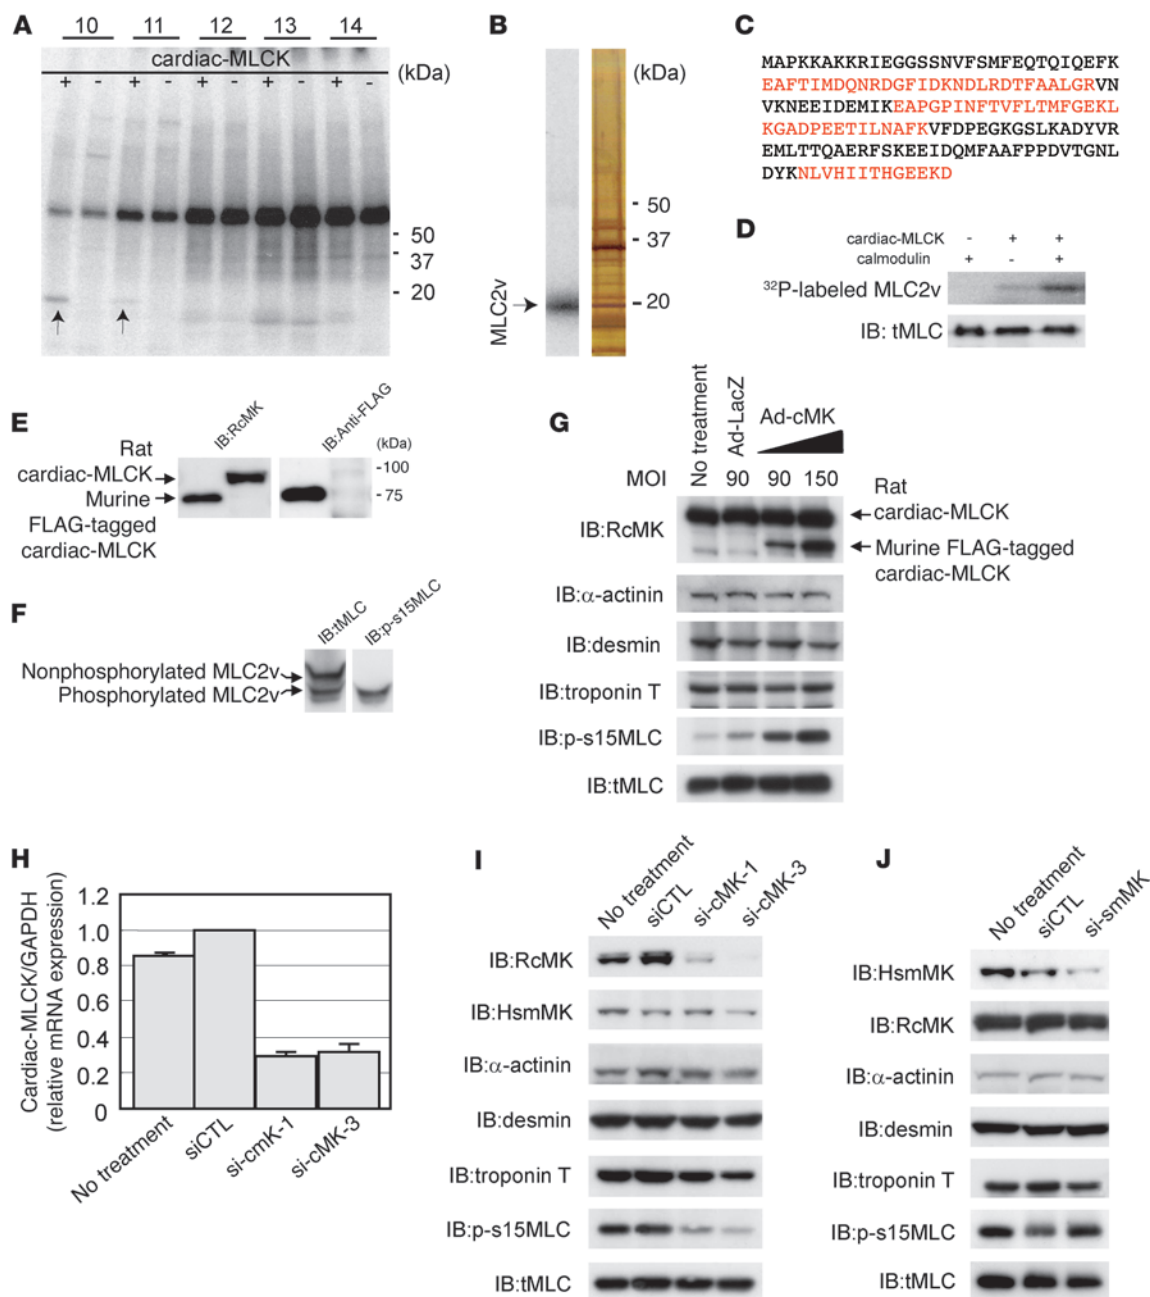 A
10 11 12 13 14
cardiac-MLCK
(kDa)
+ - + - + - + - + -
50
37
20
B
(kDa)
50
37
20
MLC2v
C
MAPKKAKKRIEGGSSNVFSMFEQTQIQEFK
EAFTIMDQNRDGFIDKNDLRDTFAALGRVN
VKNEEIDEMIKEAPGPINFTVFLTMFGEKL
KGADPEETILNAFKVFDPEGKGSLKADYVR
EMLTTQAERFSKEEIDQMFAAFPPDVTGNL
DYKNLVHIITHGEEKD
D
cardiac-MLCK - + +
calmodulin + - +
32P-labeled MLC2v
IB: tMLC
E
IB:RcMK
IB:Anti-FLAG
(kDa)
Rat
cardiac-MLCK
Murine
FLAG-tagged
cardiac-MLCK
-100
-75
F
IB:tMLC
IB:p-s15MLC
Nonphosphorylated MLC2v
Phosphorylated MLC2v
G
No treatment
Ad-LacZ
Ad-cMK
MOI 90 90 150
IB:RcMK
Rat
cardiac-MLCK
Murine FLAG-tagged
cardiac-MLCK
IB:α-actinin
IB:desmin
IB:troponin T
IB:p-s15MLC
IB:tMLC
H
Cardiac-MLCK/GAPDH
(relative mRNA expression)
1.2
1.0
0.8
0.6
0.4
0.2
0
No treatment
siCTL
si-cmK-1
si-cMK-3
I
No treatment
siCTL
si-cMK-1
si-cMK-3
IB:RcMK
IB:HsmMK
IB:α-actinin
IB:desmin
IB:troponin T
IB:p-s15MLC
IB:tMLC
J
No treatment
siCTL
si-smMK
IB:HsmMK
IB:RcMK
IB:α-actinin
IB:desmin
IB:troponin T
IB:p-s15MLC
IB:tMLC